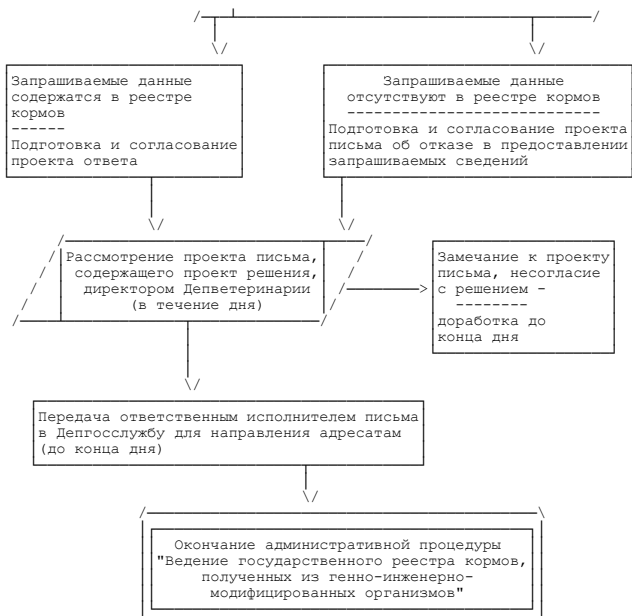 Запрашиваемые данные
содержатся в реестре
кормов
------
Подготовка и согласование
проекта ответа
Запрашиваемые данные
отсутствуют в реестре кормов
----------------------------
Подготовка и согласование проекта
письма об отказе в предоставлении
запрашиваемых сведений
Рассмотрение проекта письма,
содержащего проект решения,
директором Депветеринарии
(в течение дня)
Замечание к проекту
письма, несогласие
с решением -
--------
доработка до
конца дня
Передача ответственным исполнителем письма
в Депгосслужбу для направления адресатам
(до конца дня)
Окончание административной процедуры
"Ведение государственного реестра кормов,
полученных из генно-инженерно-
модифицированных организмов"